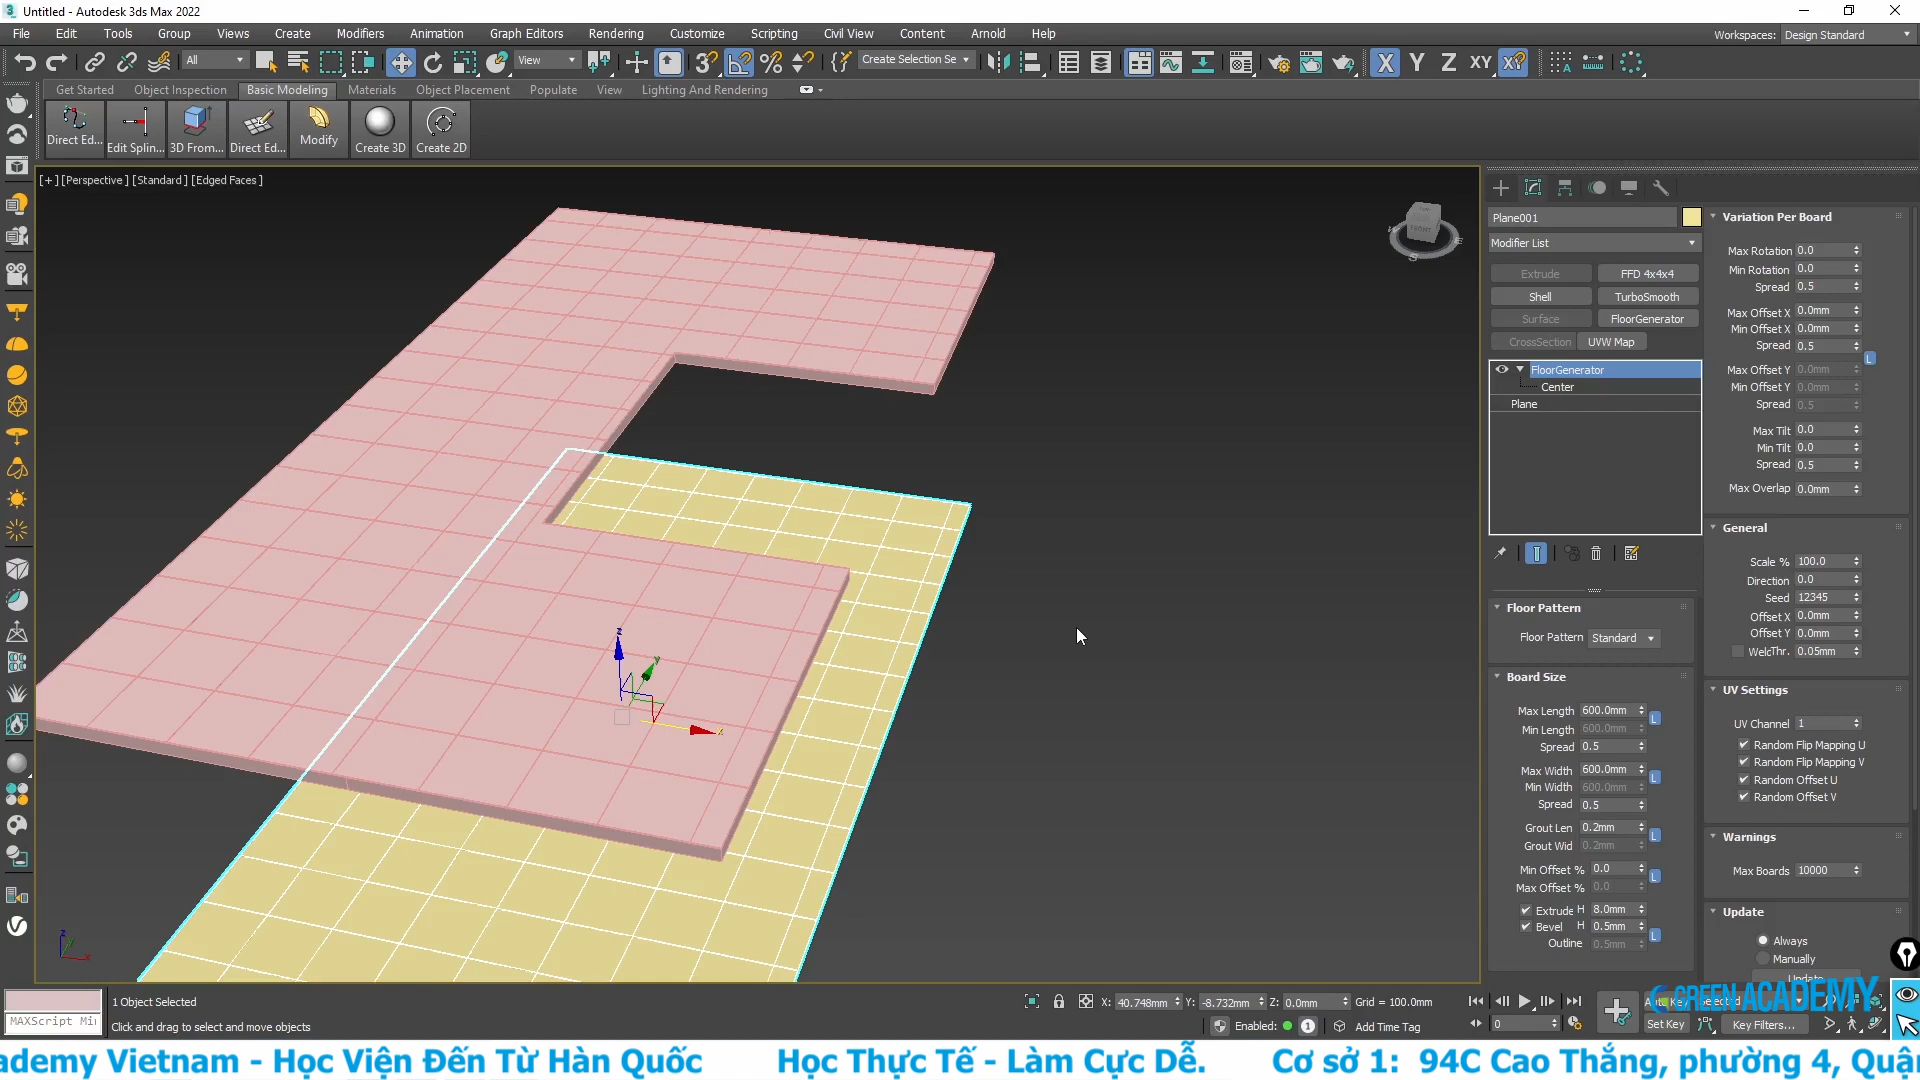 Untitled - Autodesk 3ds Max 2022
File Edit Tools Group Views Create Modifiers Animation Graph Editors Rendering Customize Scripting Civil View Content Arnold Help
Workspaces: Design Standard
All View Create Selection Se X Y Z XY
Get Started Object Inspection Basic Modeling Materials Object Placement Populate View Lighting And Rendering
Direct Ed... Edit Splin... 3D From... Direct Ed... Modify Create 3D Create 2D
[+] [Perspective] [Standard] [Edged Faces]
Plane001
Modifier List
Extrude FFD 4x4x4
Shell TurboSmooth
Surface FloorGenerator
CrossSection UVW Map
FloorGenerator
Center
Plane
Floor Pattern
Floor Pattern Standard
Board Size
Max Length 600.0mm
Min Length 600.0mm
Spread 0.5
Max Width 600.0mm
Min Width 600.0mm
Spread 0.5
Grout Len 0.2mm
Grout Wid 0.2mm
Min Offset % 0.0
Max Offset % 0.0
Extrude H 8.0mm
Bevel H 0.5mm
Outline 0.5mm
Variation Per Board
Max Rotation 0.0
Min Rotation 0.0
Spread 0.5
Max Offset X 0.0mm
Min Offset X 0.0mm
Spread 0.5
Max Offset Y 0.0mm
Min Offset Y 0.0mm
Spread 0.5
Max Tilt 0.0
Min Tilt 0.0
Spread 0.5
Max Overlap 0.0mm
General
Scale % 100.0
Direction 0.0
Seed 12345
Offset X 0.0mm
Offset Y 0.0mm
WelcThr. 0.05mm
UV Settings
UV Channel 1
Random Flip Mapping U
Random Flip Mapping V
Random Offset U
Random Offset V
Warnings
Max Boards 10000
Update
Always
Manually
Update
1 Object Selected
X: 40.748mm Y: -8.732mm Z: 0.0mm Grid = 100.0mm
MAXScript Mi
Click and drag to select and move objects
Enabled: 1 Add Time Tag
0
Set Key Key Filters...
GREEN ACADEMY
ademy Vietnam - Học Viện Đến Từ Hàn Quốc Học Thực Tế - Làm Cực Dễ. Cơ sở 1: 94C Cao Thắng, phường 4, Quậ